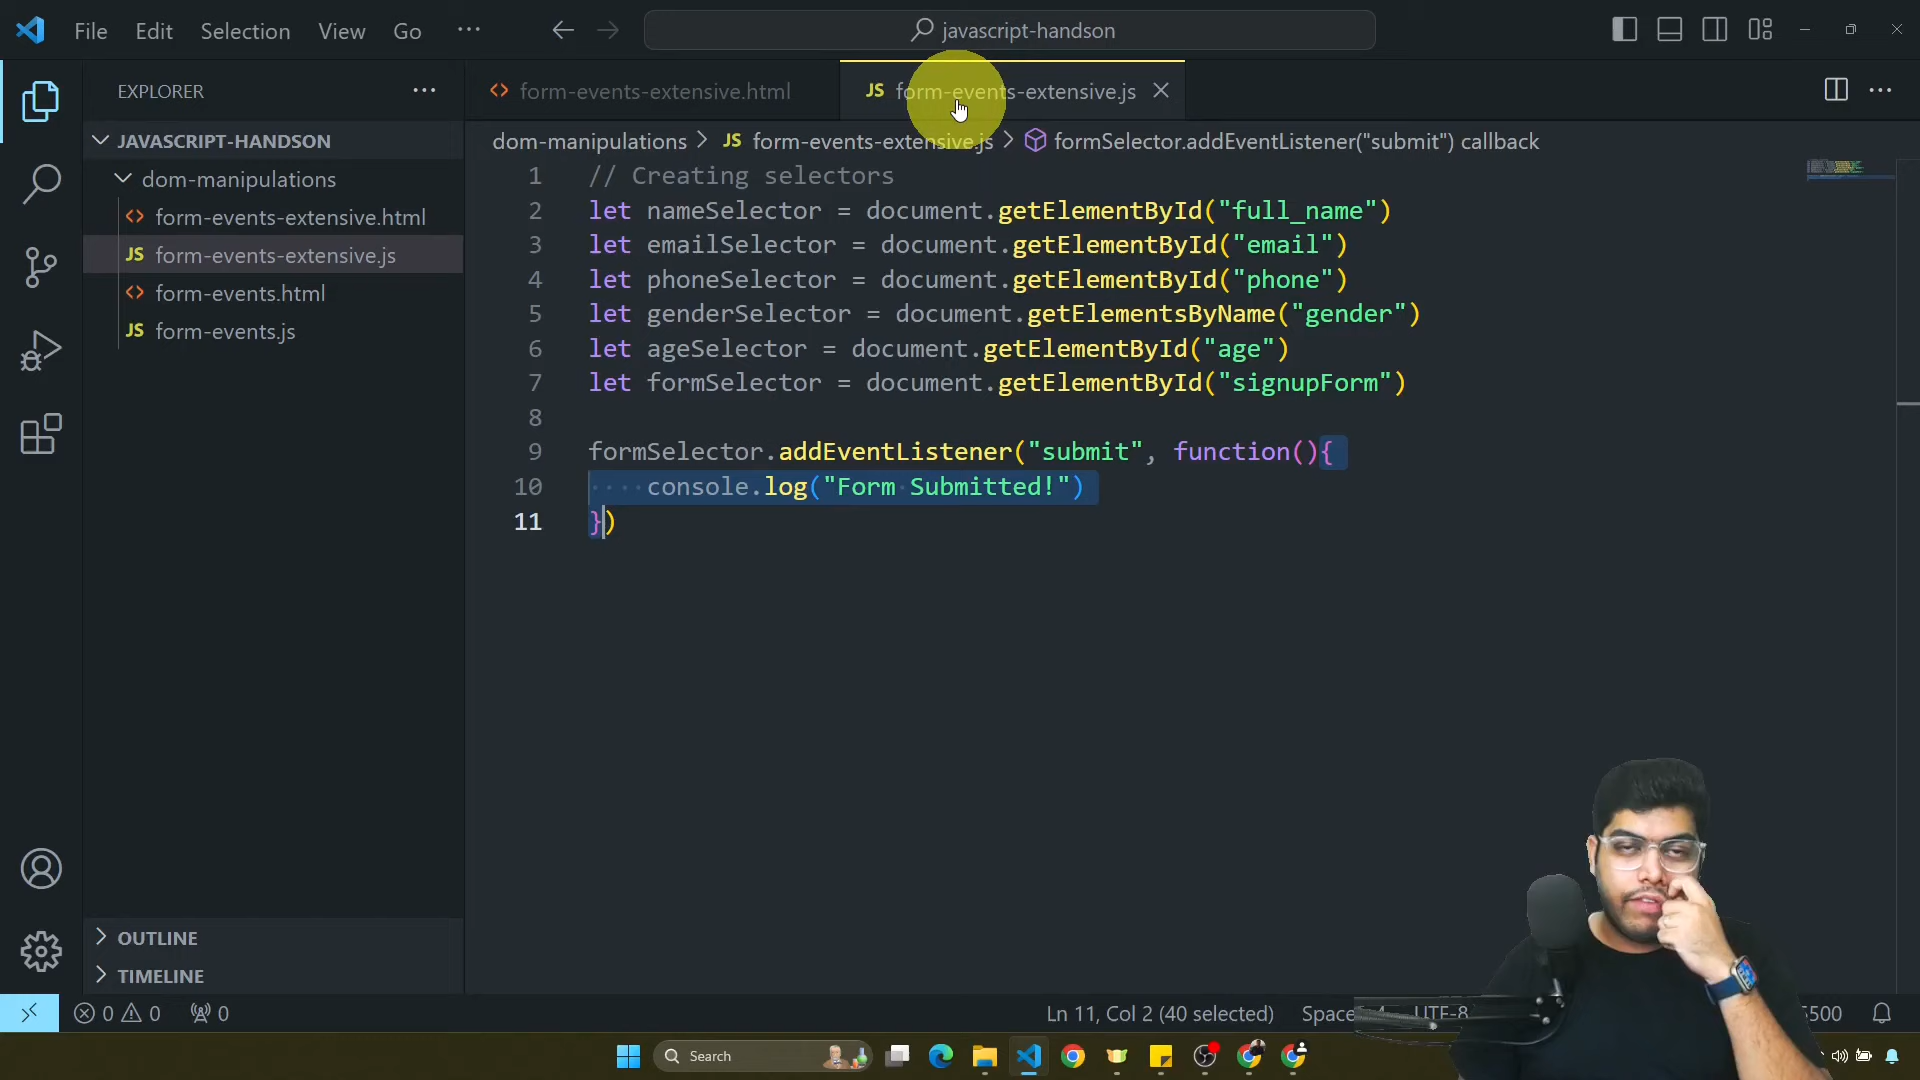 File Edit Selection View Go ···
javascript-handson
EXPLORER ···
JAVASCRIPT-HANDSON
dom-manipulations
<> form-events-extensive.html
JS form-events-extensive.js
<> form-events.html
JS form-events.js
OUTLINE
TIMELINE
<> form-events-extensive.html
JS form-events-extensive.js
dom-manipulations > JS form-events-extensive.js > formSelector.addEventListener("submit") callback
1 // Creating selectors
2 let nameSelector = document.getElementById("full_name")
3 let emailSelector = document.getElementById("email")
4 let phoneSelector = document.getElementById("phone")
5 let genderSelector = document.getElementsByName("gender")
6 let ageSelector = document.getElementById("age")
7 let formSelector = document.getElementById("signupForm")
8
9 formSelector.addEventListener("submit", function(){
10 ····console.log("Form·Submitted!")
11 })
0 0 0
Ln 11, Col 2 (40 selected) UTF-8
Search